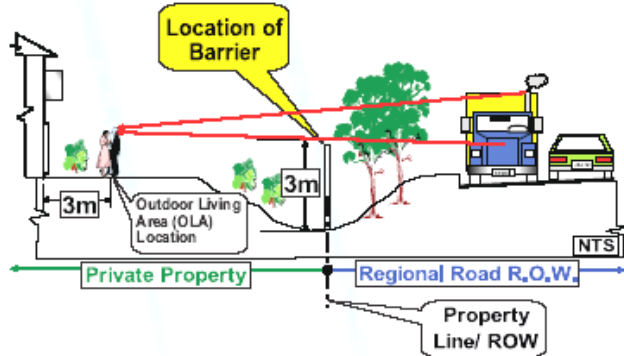 Location of
Barrier
3m
3m
Outdoor Living
Area (OLA)
Location
NTS
Private Property
Regional Road R.O.W.
Property
Line/ ROW